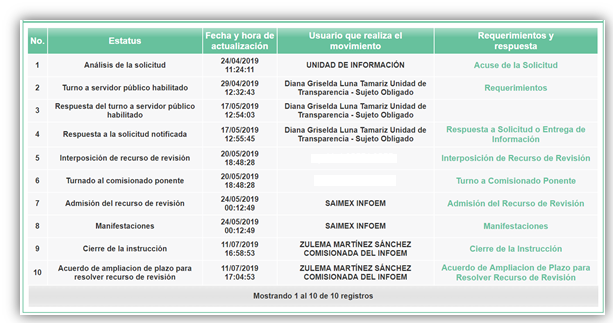 No. Estatus Fecha y hora de actualización Usuario que realiza el movimiento Requerimientos y respuesta
1 Análisis de la solicitud 24/04/2019 11:24:11 UNIDAD DE INFORMACIÓN Acuse de la Solicitud
2 Turno a servidor público habilitado 29/04/2019 12:32:43 Diana Griselda Luna Tamariz Unidad de Transparencia - Sujeto Obligado Requerimientos
3 Respuesta del turno a servidor público habilitado 17/05/2019 12:54:03 Diana Griselda Luna Tamariz Unidad de Transparencia - Sujeto Obligado
4 Respuesta a la solicitud notificada 17/05/2019 12:55:45 Diana Griselda Luna Tamariz Unidad de Transparencia - Sujeto Obligado Respuesta a Solicitud o Entrega de Información
5 Interposición de recurso de revisión 20/05/2019 18:48:28 Interposición de Recurso de Revisión
6 Turnado al comisionado ponente 20/05/2019 18:48:28 Turno a Comisionado Ponente
7 Admisión del recurso de revisión 24/05/2019 00:12:49 SAIMEX INFOEM Admisión del Recurso de Revisión
8 Manifestaciones 24/05/2019 00:12:49 SAIMEX INFOEM Manifestaciones
9 Cierre de la instrucción 11/07/2019 16:58:53 ZULEMA MARTÍNEZ SÁNCHEZ COMISIONADA DEL INFOEM Cierre de la Instrucción
10 Acuerdo de ampliacion de plazo para resolver recurso de revisión 11/07/2019 17:04:53 ZULEMA MARTÍNEZ SÁNCHEZ COMISIONADA DEL INFOEM Acuerdo de Ampliacion de Plazo para Resolver Recurso de Revisión
Mostrando 1 al 10 de 10 registros